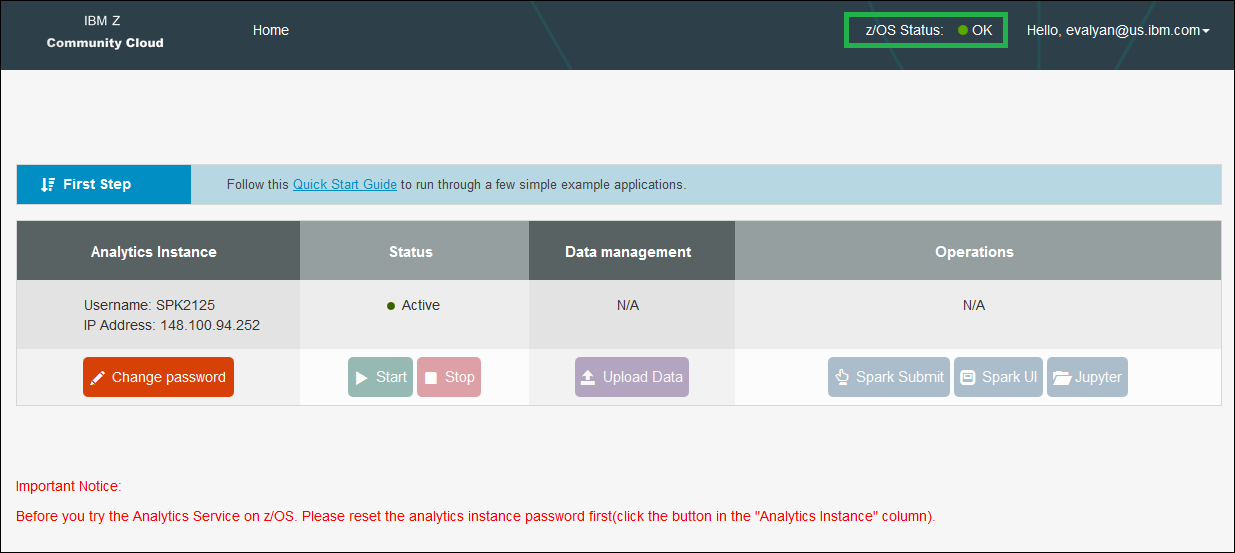 IBM Z
Community Cloud
Home
z/OS Status: OK
Hello, evalyan@us.ibm.com
First Step
Follow this Quick Start Guide to run through a few simple example applications.
Analytics Instance
Status
Data management
Operations
Username: SPK2125
IP Address: 148.100.94.252
Active
N/A
N/A
Change password
Start
Stop
Upload Data
Spark Submit
Spark UI
Jupyter
Important Notice:
Before you try the Analytics Service on z/OS. Please reset the analytics instance password first(click the button in the "Analytics Instance" column).